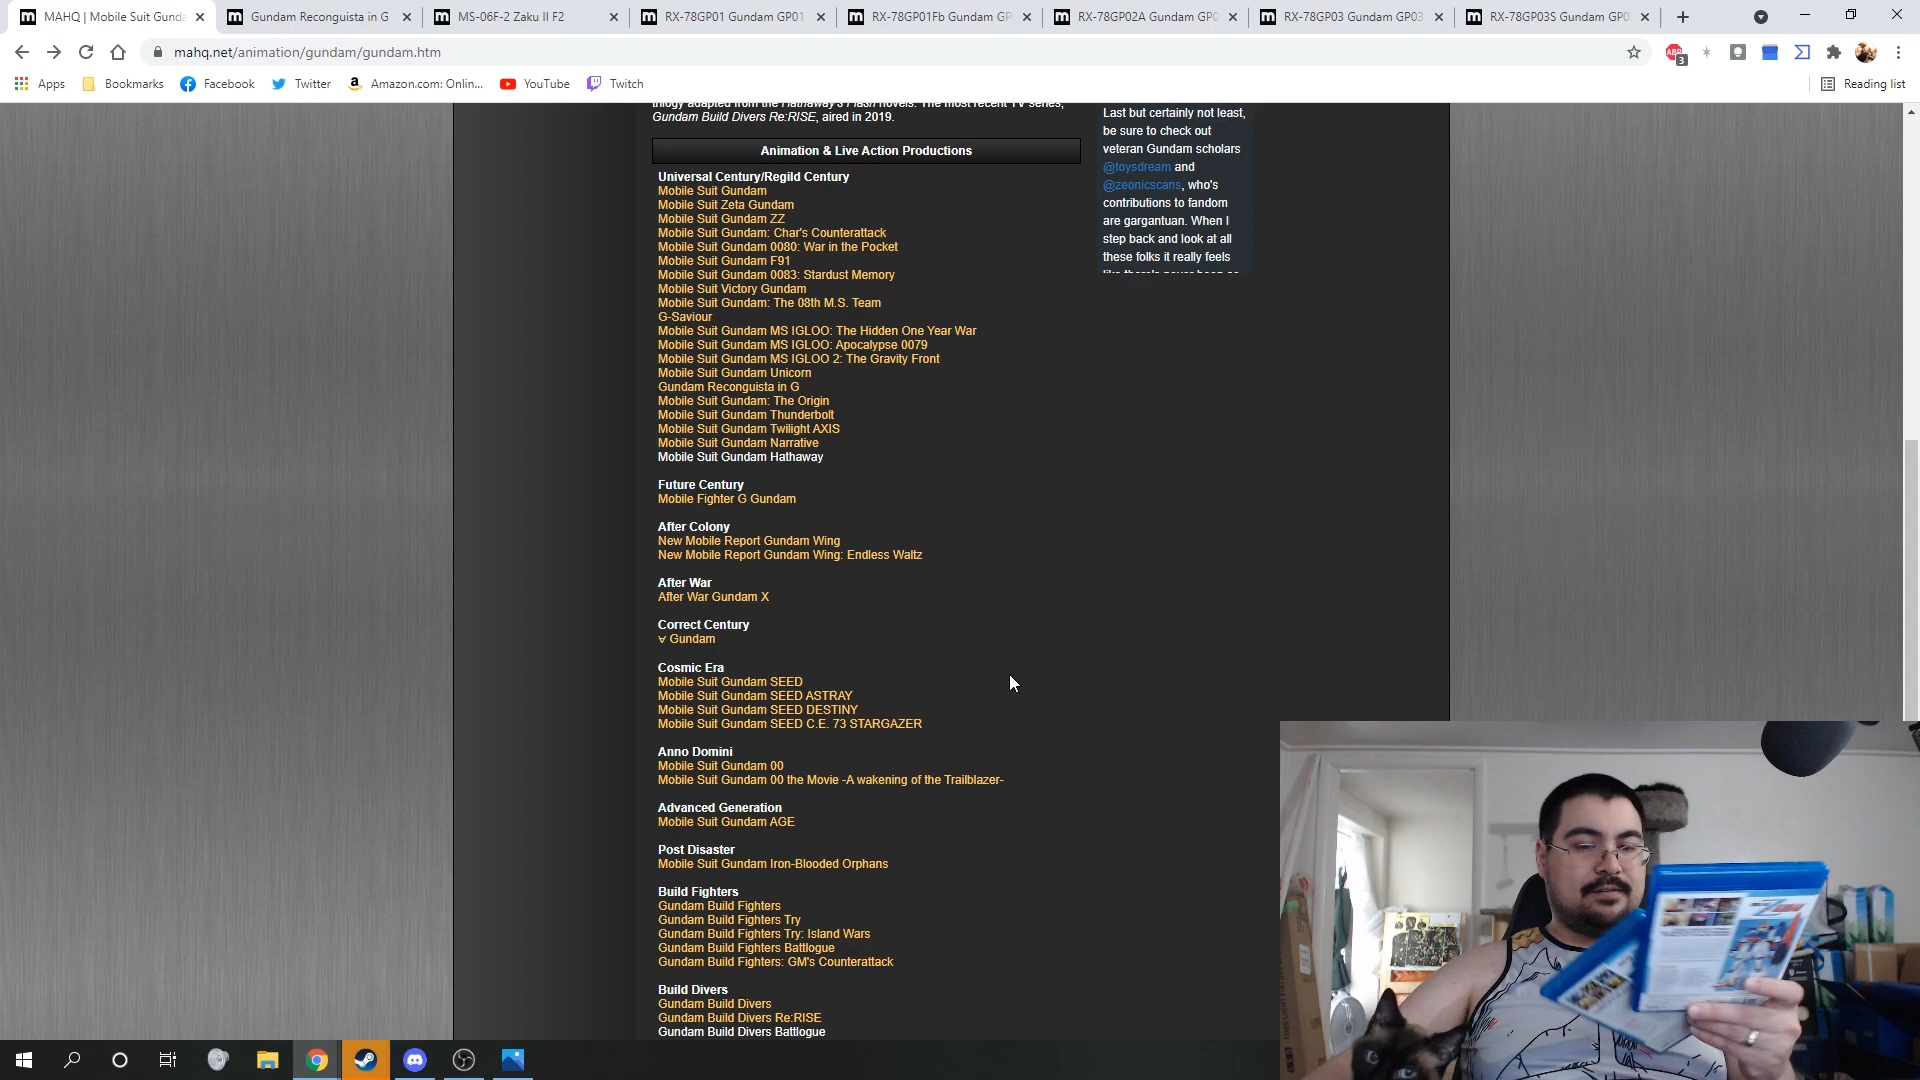 MAHQ | Mobile Suit Gunda
Gundam Reconguista in G
MS-06F-2 Zaku II F2
RX-78GP01 Gundam GP01
RX-78GP01Fb Gundam GP
RX-78GP02A Gundam GP0
RX-78GP03 Gundam GP03
RX-78GP03S Gundam GP0
mahq.net/animation/gundam/gundam.htm
ABP
3
Apps
Bookmarks
Facebook
Twitter
Amazon.com: Onlin...
YouTube
Twitch
Reading list
trilogy adapted from the Hathaway's Flash novels. The most recent TV series,
Gundam Build Divers Re:RISE, aired in 2019.
Animation & Live Action Productions
Universal Century/Regild Century
Mobile Suit Gundam
Mobile Suit Zeta Gundam
Mobile Suit Gundam ZZ
Mobile Suit Gundam: Char's Counterattack
Mobile Suit Gundam 0080: War in the Pocket
Mobile Suit Gundam F91
Mobile Suit Gundam 0083: Stardust Memory
Mobile Suit Victory Gundam
Mobile Suit Gundam: The 08th M.S. Team
G-Saviour
Mobile Suit Gundam MS IGLOO: The Hidden One Year War
Mobile Suit Gundam MS IGLOO: Apocalypse 0079
Mobile Suit Gundam MS IGLOO 2: The Gravity Front
Mobile Suit Gundam Unicorn
Gundam Reconguista in G
Mobile Suit Gundam: The Origin
Mobile Suit Gundam Thunderbolt
Mobile Suit Gundam Twilight AXIS
Mobile Suit Gundam Narrative
Mobile Suit Gundam Hathaway
Future Century
Mobile Fighter G Gundam
After Colony
New Mobile Report Gundam Wing
New Mobile Report Gundam Wing: Endless Waltz
After War
After War Gundam X
Correct Century
∀ Gundam
Cosmic Era
Mobile Suit Gundam SEED
Mobile Suit Gundam SEED ASTRAY
Mobile Suit Gundam SEED DESTINY
Mobile Suit Gundam SEED C.E. 73 STARGAZER
Anno Domini
Mobile Suit Gundam 00
Mobile Suit Gundam 00 the Movie -A wakening of the Trailblazer-
Advanced Generation
Mobile Suit Gundam AGE
Post Disaster
Mobile Suit Gundam Iron-Blooded Orphans
Build Fighters
Gundam Build Fighters
Gundam Build Fighters Try
Gundam Build Fighters Try: Island Wars
Gundam Build Fighters Battlogue
Gundam Build Fighters: GM's Counterattack
Build Divers
Gundam Build Divers
Gundam Build Divers Re:RISE
Gundam Build Divers Battlogue
Last but certainly not least,
be sure to check out
veteran Gundam scholars
@toysdream and
@zeonicscans, who's
contributions to fandom
are gargantuan. When I
step back and look at all
these folks it really feels